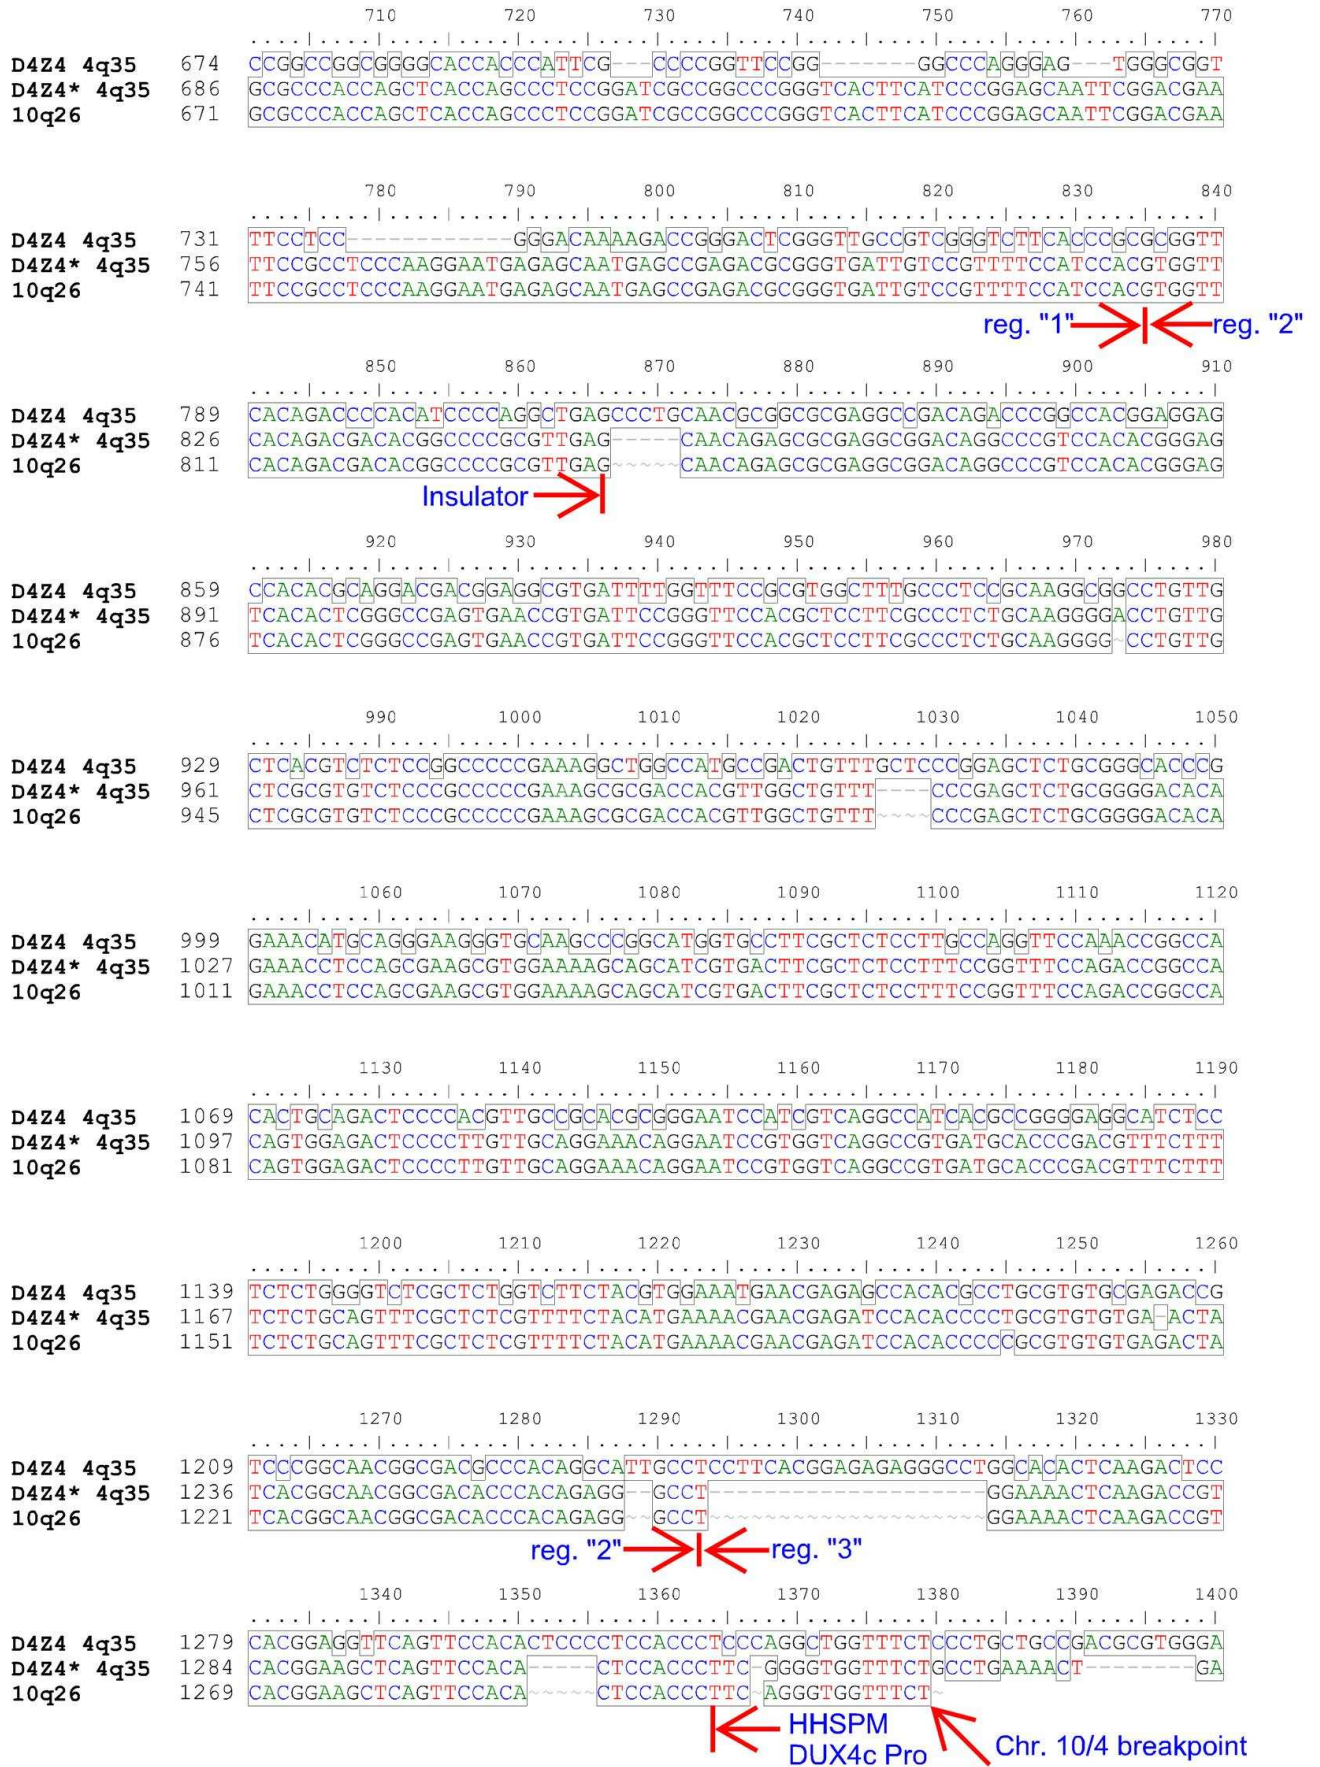 710 720 730 740 750 760 770
D4Z4 4q35 674 CCGGCCGGCGGGGCACCACCCATTCG---CCCCGGTTCCGG-------GGCCCAGGGAG---TGGGCGGT
D4Z4* 4q35 686 GCGCCCACCAGCTCACCAGCCCTCCGGATCGCCGGCCCGGGTCACTTCATCCCGGAGCAATTCGGACGAA
10q26 671 GCGCCCACCAGCTCACCAGCCCTCCGGATCGCCGGCCCGGGTCACTTCATCCCGGAGCAATTCGGACGAA
780 790 800 810 820 830 840
D4Z4 4q35 731 TTCCTCC------------GGGACAAAAGACCGGGACTCGGGTTGCCGTCGGGTCTTCACCCGCGCGGTT
D4Z4* 4q35 756 TTCCGCCTCCCAAGGAATGAGAGCAATGAGCCGAGACGCGGGTGATTGTCCGTTTTCCATCCACGTGGTT
10q26 741 TTCCGCCTCCCAAGGAATGAGAGCAATGAGCCGAGACGCGGGTGATTGTCCGTTTTCCATCCACGTGGTT
reg. "1" reg. "2"
850 860 870 880 890 900 910
D4Z4 4q35 789 CACAGACCCCACATCCCCAGGCTGAGCCCTGCAACGCGGCGCGAGGCCGACAGACCCGGCCACGGAGGAG
D4Z4* 4q35 826 CACAGACGACACGGCCCCGCGTTGAG-----CAACAGAGCGCGAGGCGGACAGGCCCGTCCACACGGGAG
10q26 811 CACAGACGACACGGCCCCGCGTTGAG~~~~~CAACAGAGCGCGAGGCGGACAGGCCCGTCCACACGGGAG
Insulator
920 930 940 950 960 970 980
D4Z4 4q35 859 CCACACGCAGGACGACGGAGGCGTGATTTTGGTTTCCGCGTGGCTTTGCCCTCCGCAAGGCGGCCTGTTG
D4Z4* 4q35 891 TCACACTCGGGCCGAGTGAACCGTGATTCCGGGTTCCACGCTCCTTCGCCCTCTGCAAGGGGACCTGTTG
10q26 876 TCACACTCGGGCCGAGTGAACCGTGATTCCGGGTTCCACGCTCCTTCGCCCTCTGCAAGGGG~CCTGTTG
990 1000 1010 1020 1030 1040 1050
D4Z4 4q35 929 CTCACGTCTCTCCGGCCCCCGAAAGGCTGGCCATGCCGACTGTTTGCTCCCGGAGCTCTGCGGGCACCCG
D4Z4* 4q35 961 CTCGCGTGTCTCCCGCCCCCGAAAGCGCGACCACGTTGGCTGTTT----CCCGAGCTCTGCGGGGACACA
10q26 945 CTCGCGTGTCTCCCGCCCCCGAAAGCGCGACCACGTTGGCTGTTT~~~~CCCGAGCTCTGCGGGGACACA
1060 1070 1080 1090 1100 1110 1120
D4Z4 4q35 999 GAAACATGCAGGGAAGGGTGCAAGCCCGGCATGGTGCCTTCGCTCTCCTTGCCAGGTTCCAAACCGGCCA
D4Z4* 4q35 1027 GAAACCTCCAGCGAAGCGTGGAAAAGCAGCATCGTGACTTCGCTCTCCTTTCCGGTTTCCAGACCGGCCA
10q26 1011 GAAACCTCCAGCGAAGCGTGGAAAAGCAGCATCGTGACTTCGCTCTCCTTTCCGGTTTCCAGACCGGCCA
1130 1140 1150 1160 1170 1180 1190
D4Z4 4q35 1069 CACTGCAGACTCCCCACGTTGCCGCACGCGGGAATCCATCGTCAGGCCATCACGCCGGGGAGGCATCTCC
D4Z4* 4q35 1097 CAGTGGAGACTCCCCTTGTTGCAGGAAACAGGAATCCGTGGTCAGGCCGTGATGCACCCGACGTTTCTTT
10q26 1081 CAGTGGAGACTCCCCTTGTTGCAGGAAACAGGAATCCGTGGTCAGGCCGTGATGCACCCGACGTTTCTTT
1200 1210 1220 1230 1240 1250 1260
D4Z4 4q35 1139 TCTCTGGGGTCTCGCTCTGGTCTTCTACGTGGAAATGAACGAGAGCCACACGCCTGCGTGTGCGAGACCG
D4Z4* 4q35 1167 TCTCTGCAGTTTCGCTCTCGTTTTCTACATGAAAACGAACGAGATCCACACCCCTGCGTGTGTGA-ACTA
10q26 1151 TCTCTGCAGTTTCGCTCTCGTTTTCTACATGAAAACGAACGAGATCCACACCCCCGCGTGTGTGAGACTA
1270 1280 1290 1300 1310 1320 1330
D4Z4 4q35 1209 TCCCGGCAACGGCGACGCCCACAGGCATTGCCTCCTTCACGGAGAGAGGGCCTGGCACACTCAAGACTCC
D4Z4* 4q35 1236 TCACGGCAACGGCGACACCCACAGAGG--GCCT--------------------GGAAAACTCAAGACCGT
10q26 1221 TCACGGCAACGGCGACACCCACAGAGG~~GCCT~~~~~~~~~~~~~~~~~~~~GGAAAACTCAAGACCGT
reg. "2" reg. "3"
1340 1350 1360 1370 1380 1390 1400
D4Z4 4q35 1279 CACGGAGGTTCAGTTCCACACTCCCCTCCACCCTCCCAGGCTGGTTTCTCCCTGCTGCCGACGCGTGGGA
D4Z4* 4q35 1284 CACGGAAGCTCAGTTCCACA-----CTCCACCCTTC-GGGGTGGTTTCTGCCTGAAAACT--------GA
10q26 1269 CACGGAAGCTCAGTTCCACA~~~~~CTCCACCCTTC~AGGGTGGTTTCT~
HHSPM
DUX4c Pro
Chr. 10/4 breakpoint